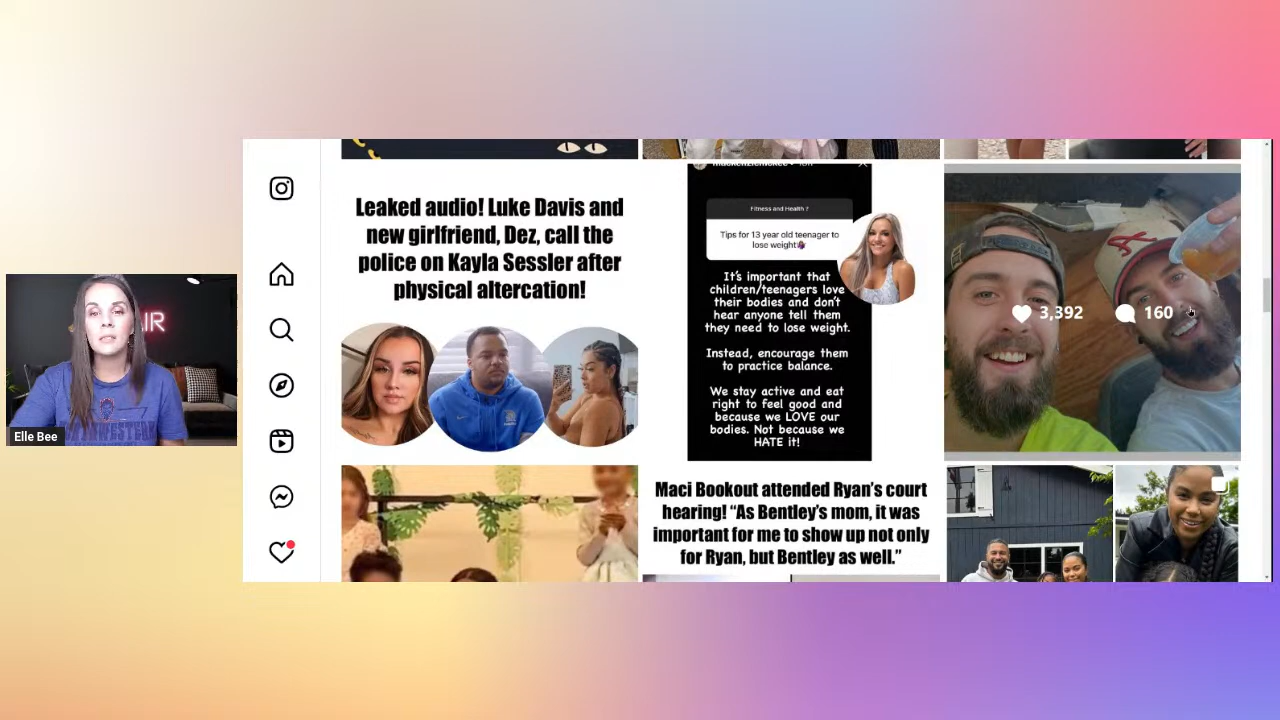 Leaked audio! Luke Davis and
new girlfriend, Dez, call the
police on Kayla Sessler after
physical altercation!
Fitness and Health ?
Tips for 13 year old teenager to
lose weight
It's important that
children/teenagers love
their bodies and don't
hear anyone tell them
they need to lose weight.
Instead, encourage them
to practice balance.
We stay active and eat
right to feel good and
because we LOVE our
bodies. Not because we
HATE it!
3,392
160
A
IR
Elle Bee
Maci Bookout attended Ryan's court
hearing! “As Bentley's mom, it was
important for me to show up not only
for Ryan, but Bentley as well.”